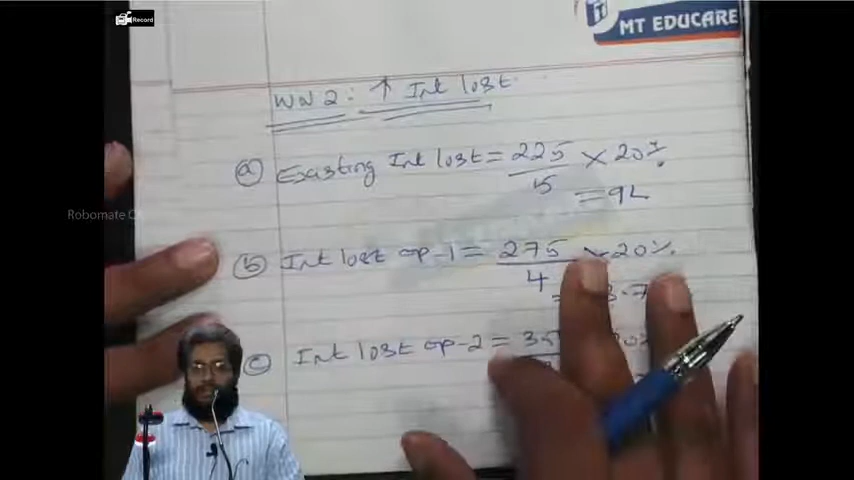 Record
MT EDUCARE
WN 2: ↑ Int lost
Robomate
(a) Existing Int lost = 225/5 × 20%
= 9L
(b) Int lost op-1 = 275/4 × 20%
(c) Int lost op-2 =